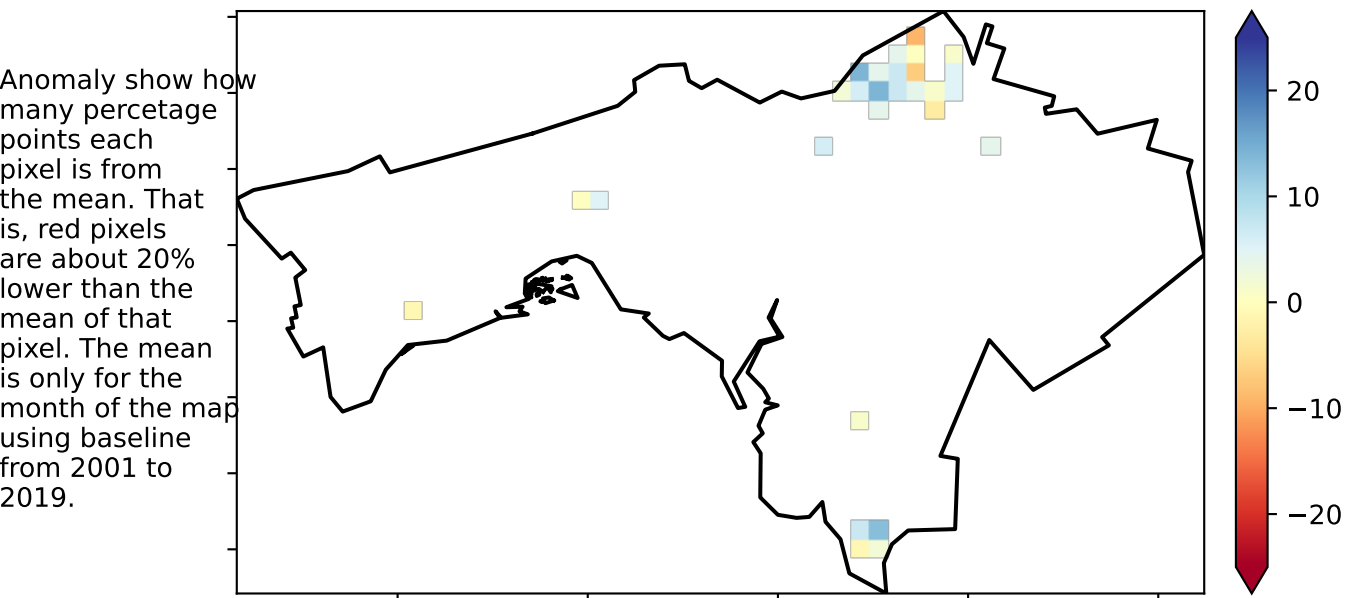 Anomaly show how
many percetage
points each
pixel is from
the mean. That
is, red pixels
are about 20%
lower than the
mean of that
pixel. The mean
is only for the
month of the map
using baseline
from 2001 to
2019.
20
10
0
−10
−20